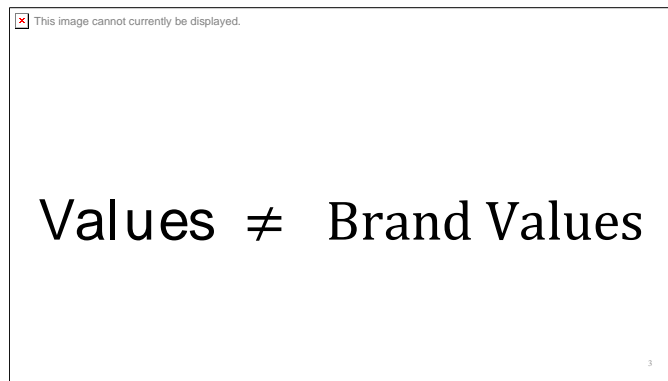 This image cannot currently be displayed.
Values ≠ Brand Values
3